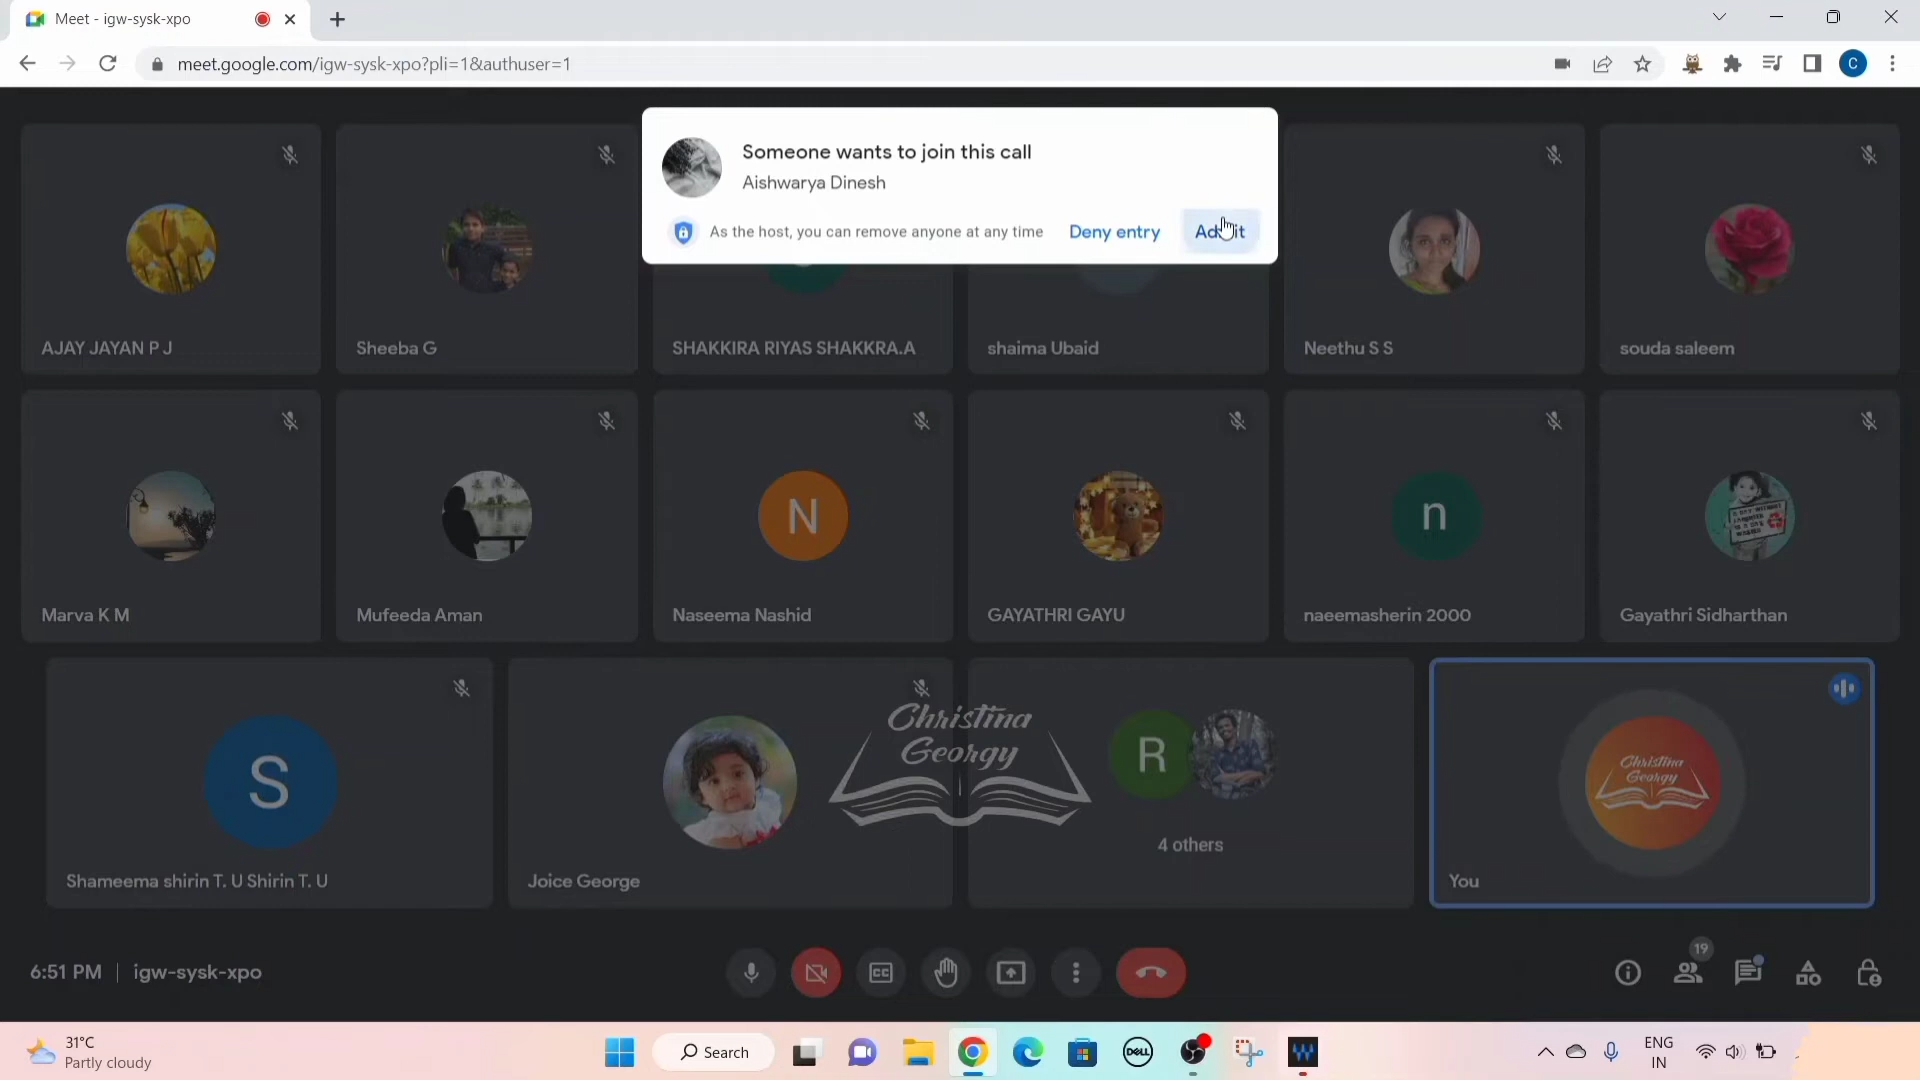 Meet - igw-sysk-xpo
meet.google.com/igw-sysk-xpo?pli=1&authuser=1
C
Someone wants to join this call
Aishwarya Dinesh
As the host, you can remove anyone at any time
Deny entry
Admit
AJAY JAYAN P J
Sheeba G
SHAKKIRA RIYAS SHAKKRA.A
shaima Ubaid
Neethu S S
souda saleem
N
n
Marva K M
Mufeeda Aman
Naseema Nashid
GAYATHRI GAYU
naeemasherin 2000
Gayathri Sidharthan
S
Christina
Georgy
R
Christina
Georgy
4 others
Shameema shirin T. U Shirin T. U
Joice George
You
6:51 PM | igw-sysk-xpo
CC
19
31°C
Partly cloudy
Search
DELL
ENG
IN